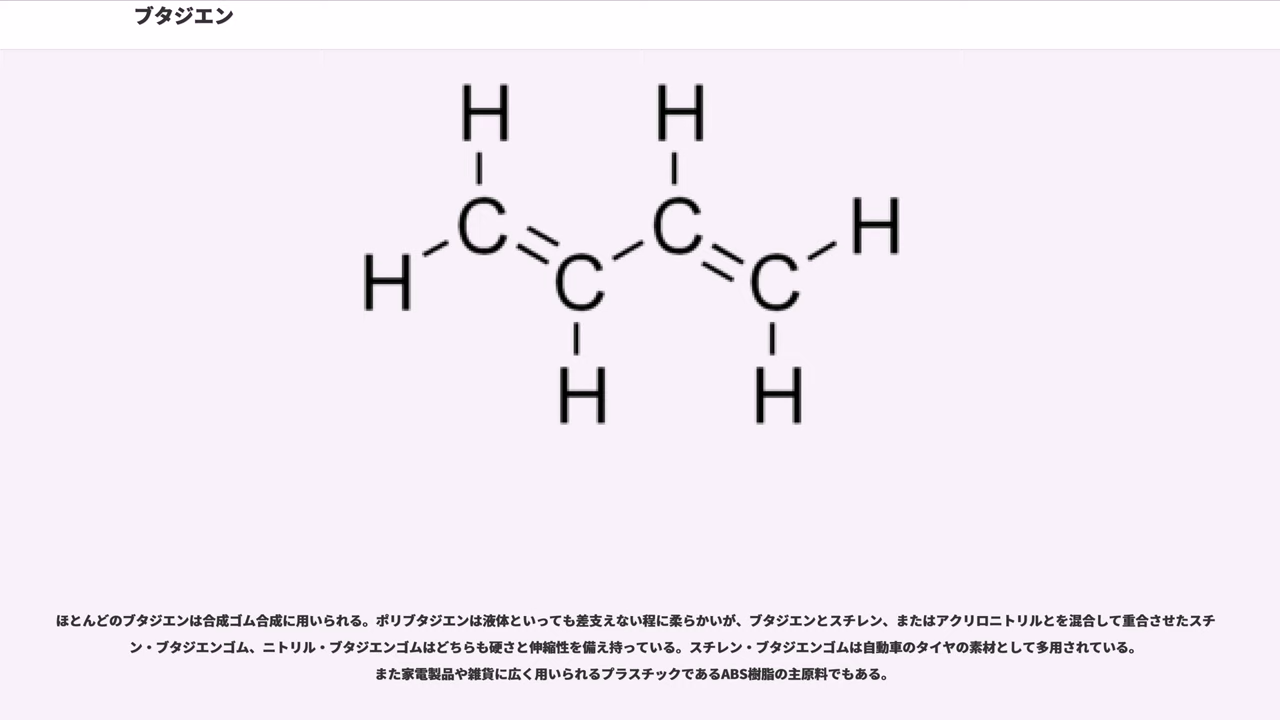 ブタジエン
H H
C C H
H C C
H H
ほとんどのブタジエンは合成ゴム合成に用いられる。ポリブタジエンは液体といっても差支えない程に柔らかいが、ブタジエンとスチレン、またはアクリロニトリルとを混合して重合させたスチ
ン・ブタジエンゴム、ニトリル・ブタジエンゴムはどちらも硬さと伸縮性を備え持っている。スチレン・ブタジエンゴムは自動車のタイヤの素材として多用されている。
また家電製品や雑貨に広く用いられるプラスチックであるABS樹脂の主原料でもある。